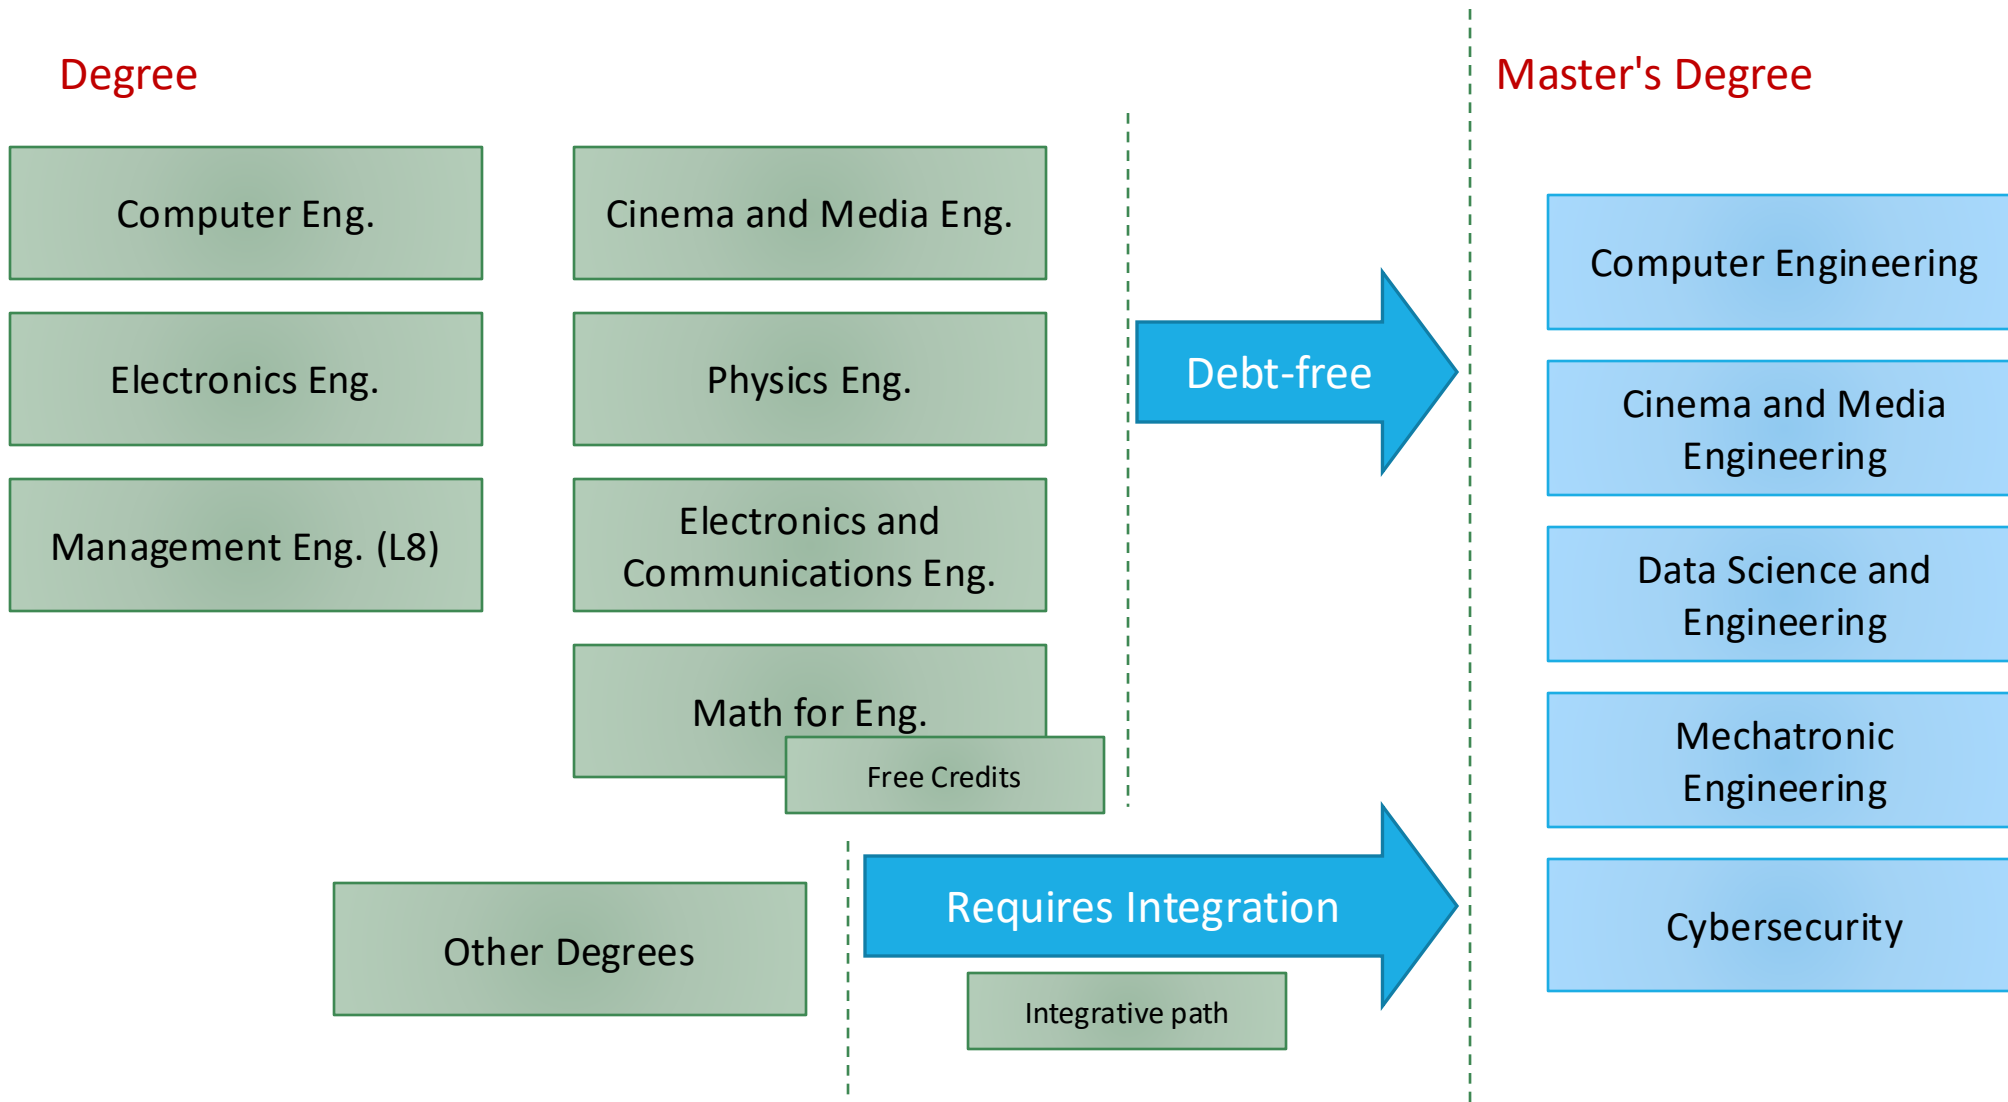 Degree
Master's Degree
Computer Eng.
Cinema and Media Eng.
Electronics Eng.
Physics Eng.
Management Eng. (L8)
Electronics and
Communications Eng.
Math for Eng.
Free Credits
Other Degrees
Debt-free
Requires Integration
Integrative path
Computer Engineering
Cinema and Media
Engineering
Data Science and
Engineering
Mechatronic
Engineering
Cybersecurity